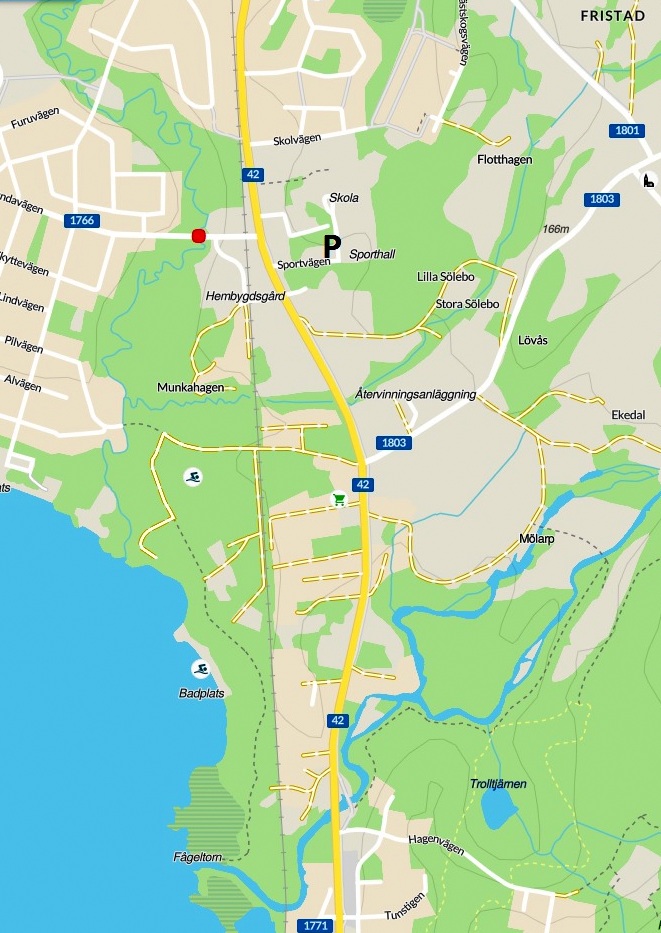 FRISTAD
Furuvägen
Skolvägen
1801
Flotthagen
42
Skola
1803
1766
166m
P
Sporthall
Sportvägen
Lilla Sölebo
Hembygdsgård
Stora Sölebo
Lindvägen
Lövås
Pilvägen
Alvägen
Munkahagen
Återvinningsanläggning
Ekedal
1803
42
Mölarp
Badplats
42
Trolltjärnen
Hagenvägen
Fågeltorn
Tunstigen
1771
42